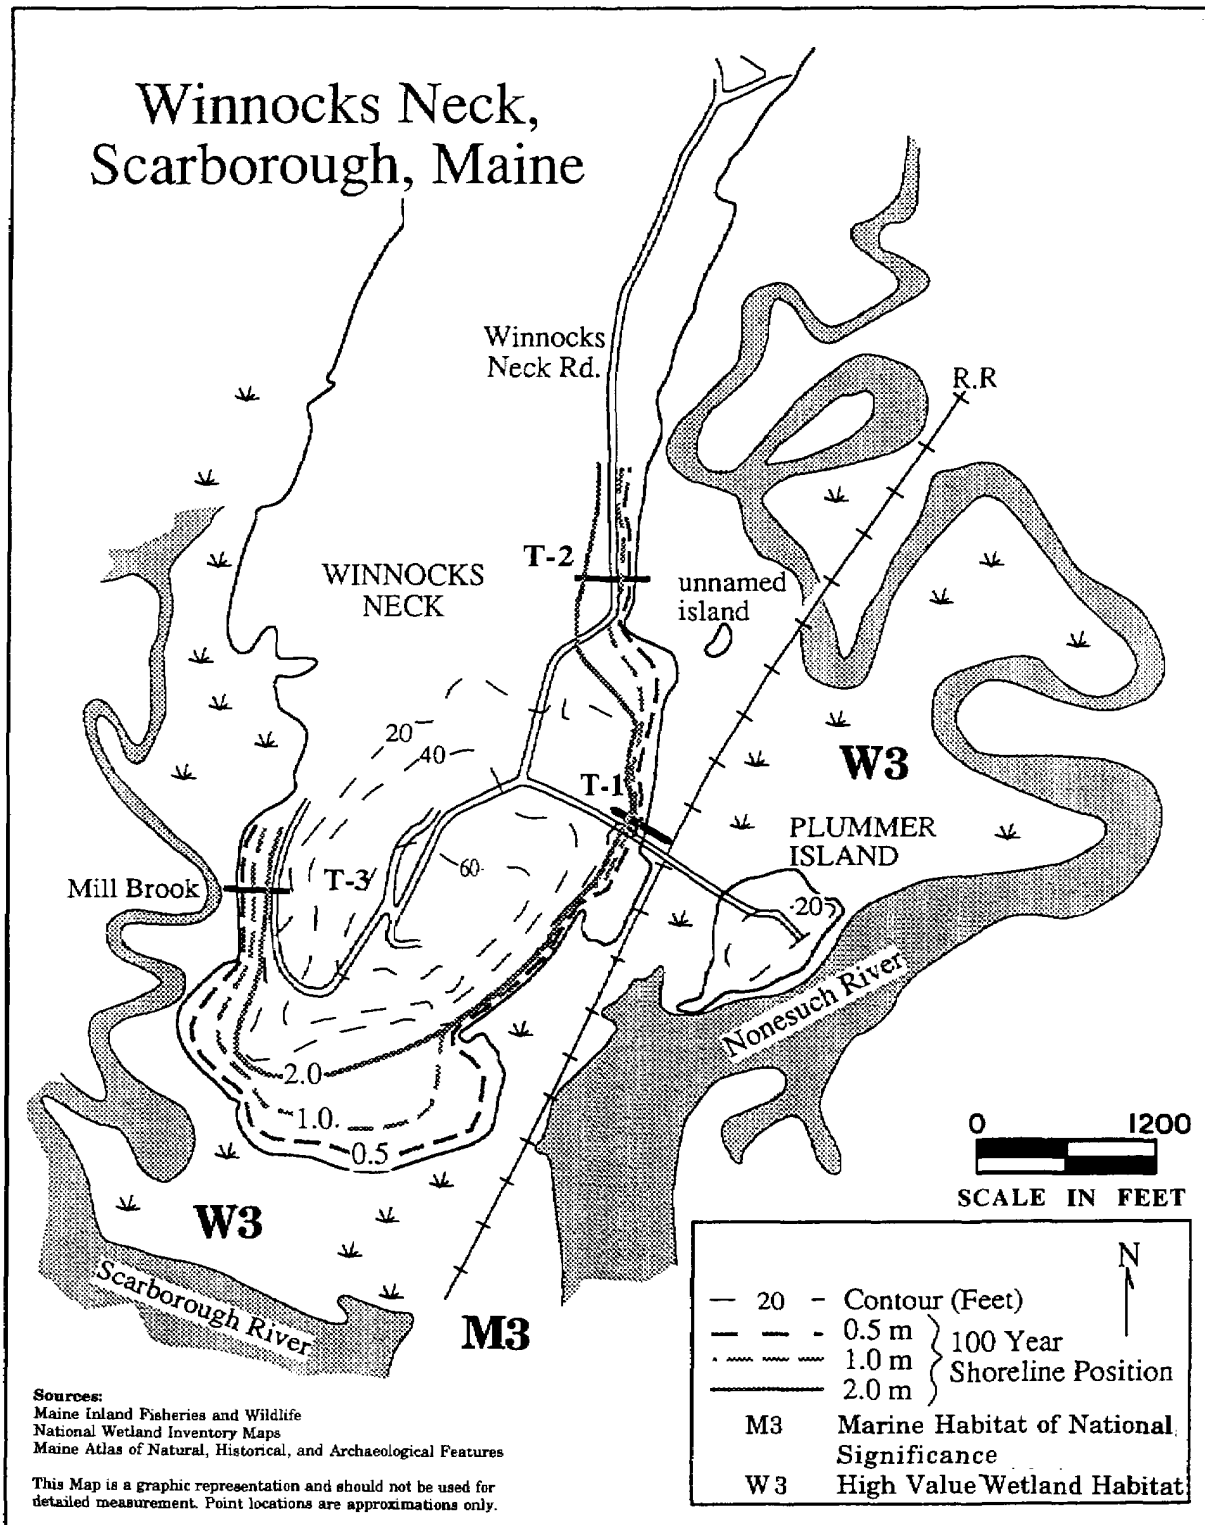 Winnocks Neck,
Scarborough, Maine
Winnocks
Neck Rd.
R.R
T-2
unnamed
island
WINNOCKS
NECK
20
40
W3
T-1
PLUMMER
ISLAND
60
T-3
Mill Brook
20
Nonesuch River
2.0
1.0
0.5
0 1200
SCALE IN FEET
W3
Scarborough River
M3
N
20 Contour (Feet)
0.5 m
1.0 m
2.0 m
100 Year
Shoreline Position
M3 Marine Habitat of National
Significance
W3 High Value Wetland Habitat
Sources:
Maine Inland Fisheries and Wildlife
National Wetland Inventory Maps
Maine Atlas of Natural, Historical, and Archaeological Features
This Map is a graphic representation and should not be used for
detailed measurement. Point locations are approximations only.